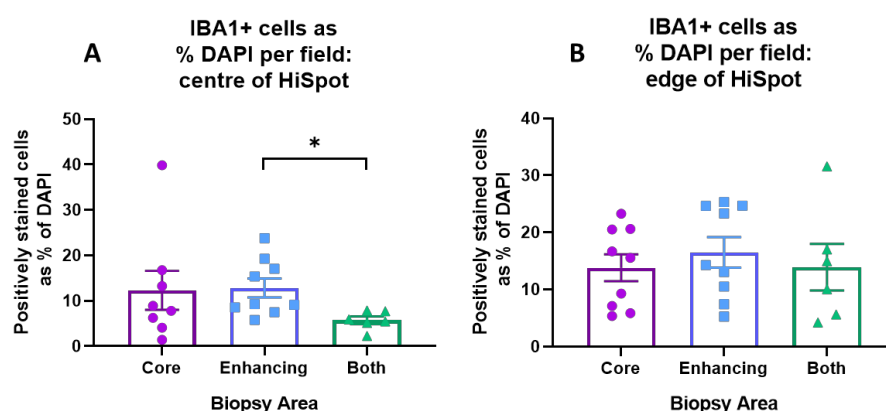 A
IBA1+ cells as
% DAPI per field:
centre of HiSpot
Positively stained cells
as % of DAPI
50
40
30
20
10
0
*
Core
Enhancing
Both
Biopsy Area
B
IBA1+ cells as
% DAPI per field:
edge of HiSpot
Positively stained cells
as % of DAPI
40
30
20
10
0
Core
Enhancing
Both
Biopsy Area